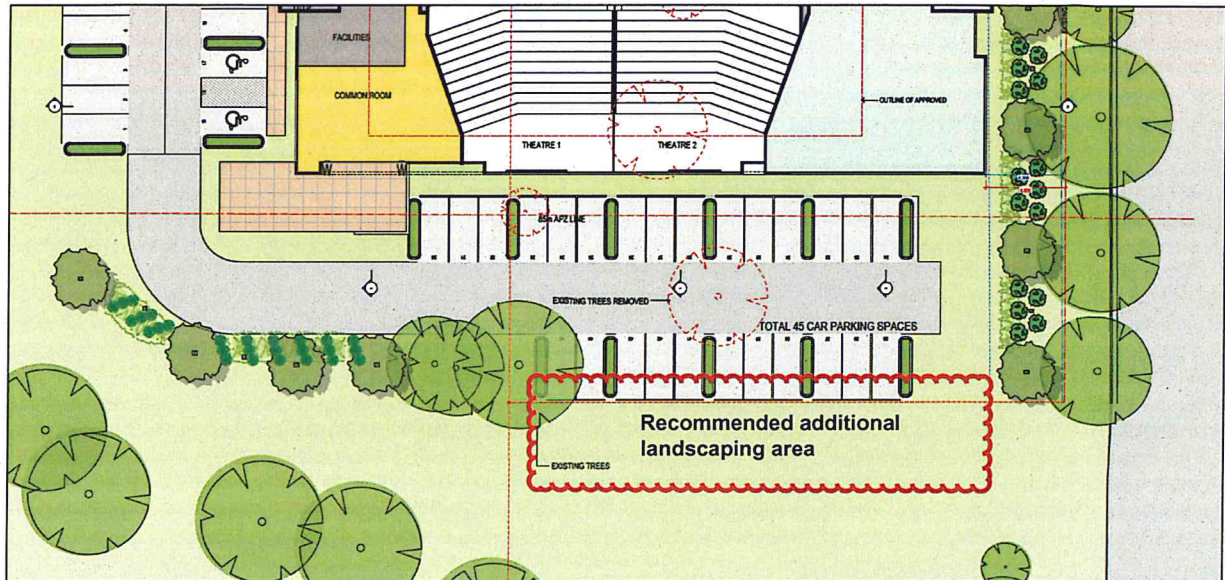 FACILITIES
COMMON ROOM
OUTLINE OF APPROVED
THEATRE 1
THEATRE 2
65m APZ LINE
EXISTING TREES REMOVED
TOTAL 45 CAR PARKING SPACES
Recommended additional
landscaping area
EXISTING TREES